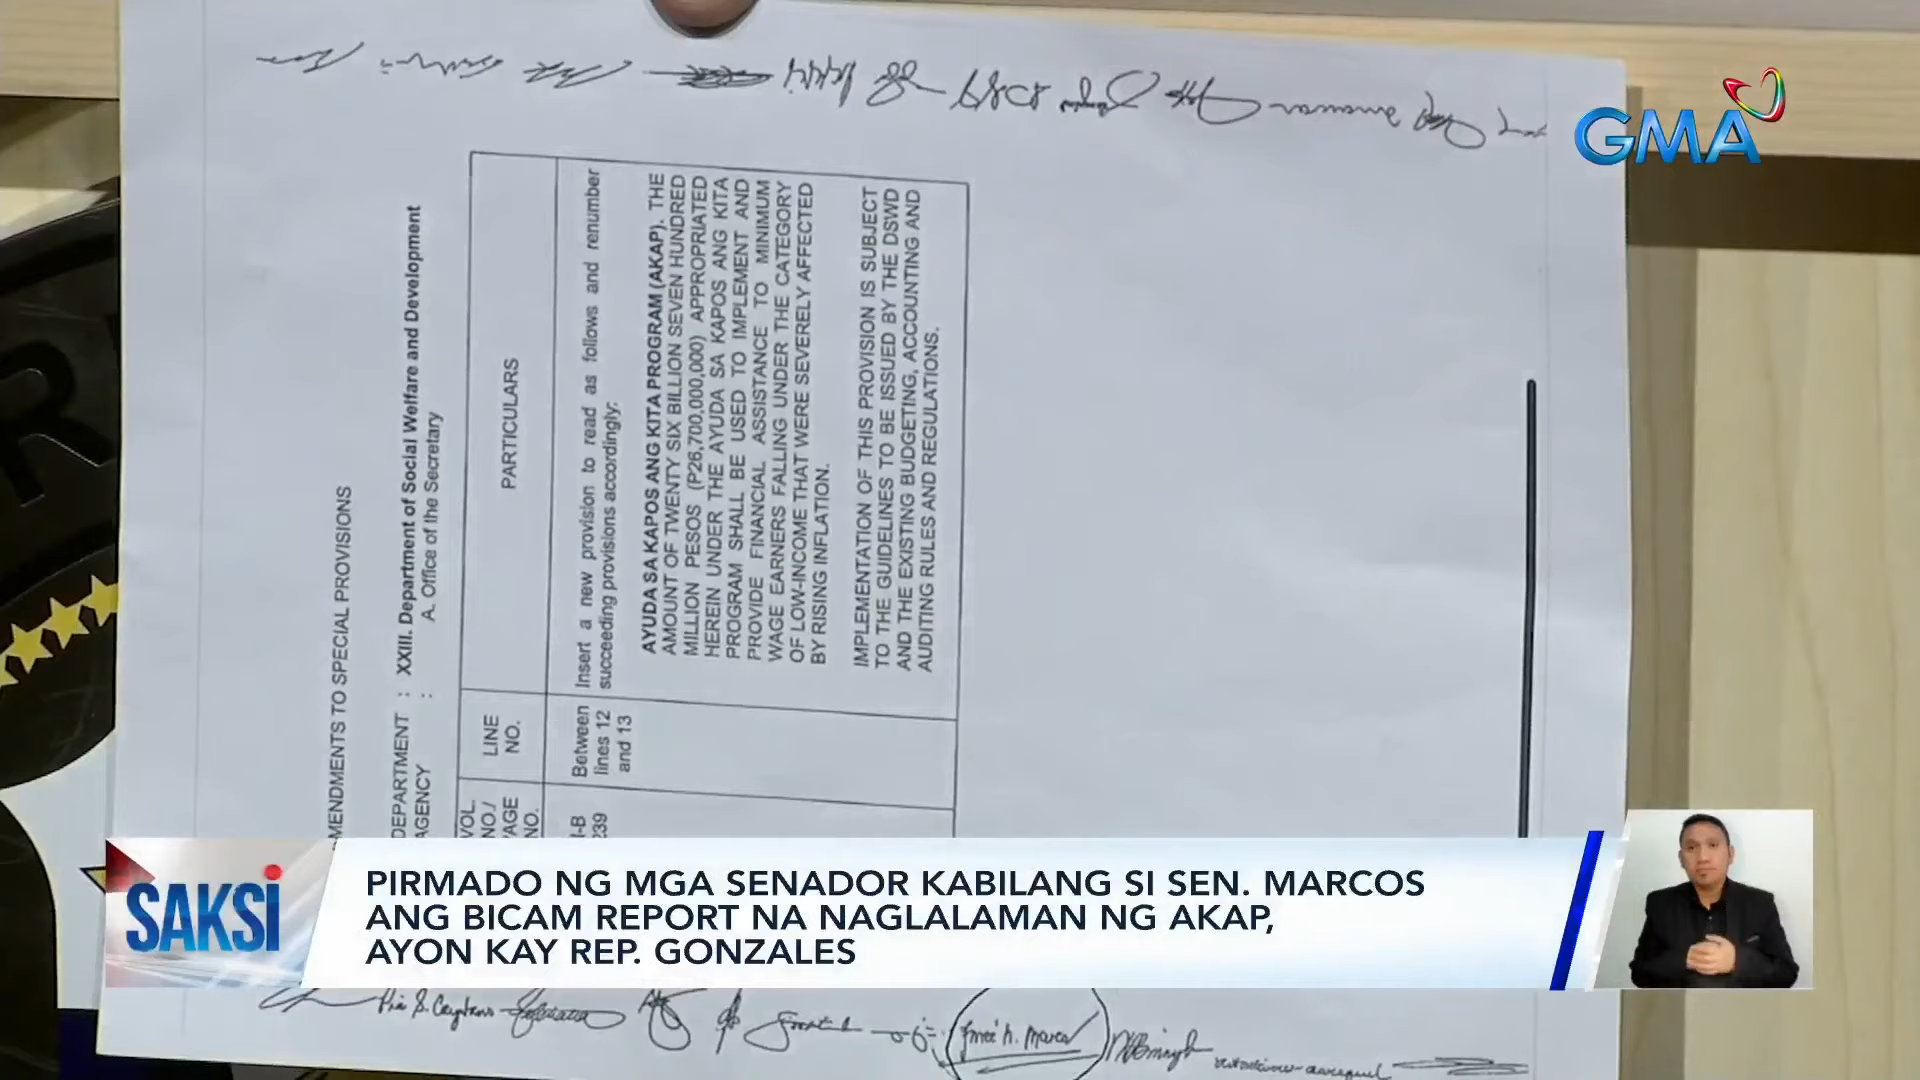 GMA
MENDMENTS TO SPECIAL PROVISIONS
DEPARTMENT : XXIII. Department of Social Welfare and Development
AGENCY : A. Office of the Secretary
VOL.
NO./
AGE
NO.
LINE
NO.
PARTICULARS
I-B
239
Between
lines 12
and 13
Insert a new provision to read as follows and renumber
succeeding provisions accordingly:
AYUDA SA KAPOS ANG KITA PROGRAM (AKAP). THE
AMOUNT OF TWENTY SIX BILLION SEVEN HUNDRED
MILLION PESOS (P26,700,000,000) APPROPRIATED
HEREIN UNDER THE AYUDA SA KAPOS ANG KITA
PROGRAM SHALL BE USED TO IMPLEMENT AND
PROVIDE FINANCIAL ASSISTANCE TO MINIMUM
WAGE EARNERS FALLING UNDER THE CATEGORY
OF LOW-INCOME THAT WERE SEVERELY AFFECTED
BY RISING INFLATION.
IMPLEMENTATION OF THIS PROVISION IS SUBJECT
TO THE GUIDELINES TO BE ISSUED BY THE DSWD
AND THE EXISTING BUDGETING, ACCOUNTING AND
AUDITING RULES AND REGULATIONS.
SAKSI
PIRMADO NG MGA SENADOR KABILANG SI SEN. MARCOS
ANG BICAM REPORT NA NAGLALAMAN NG AKAP,
AYON KAY REP. GONZALES
Pia S. Cayetano
Imee R. Marcos